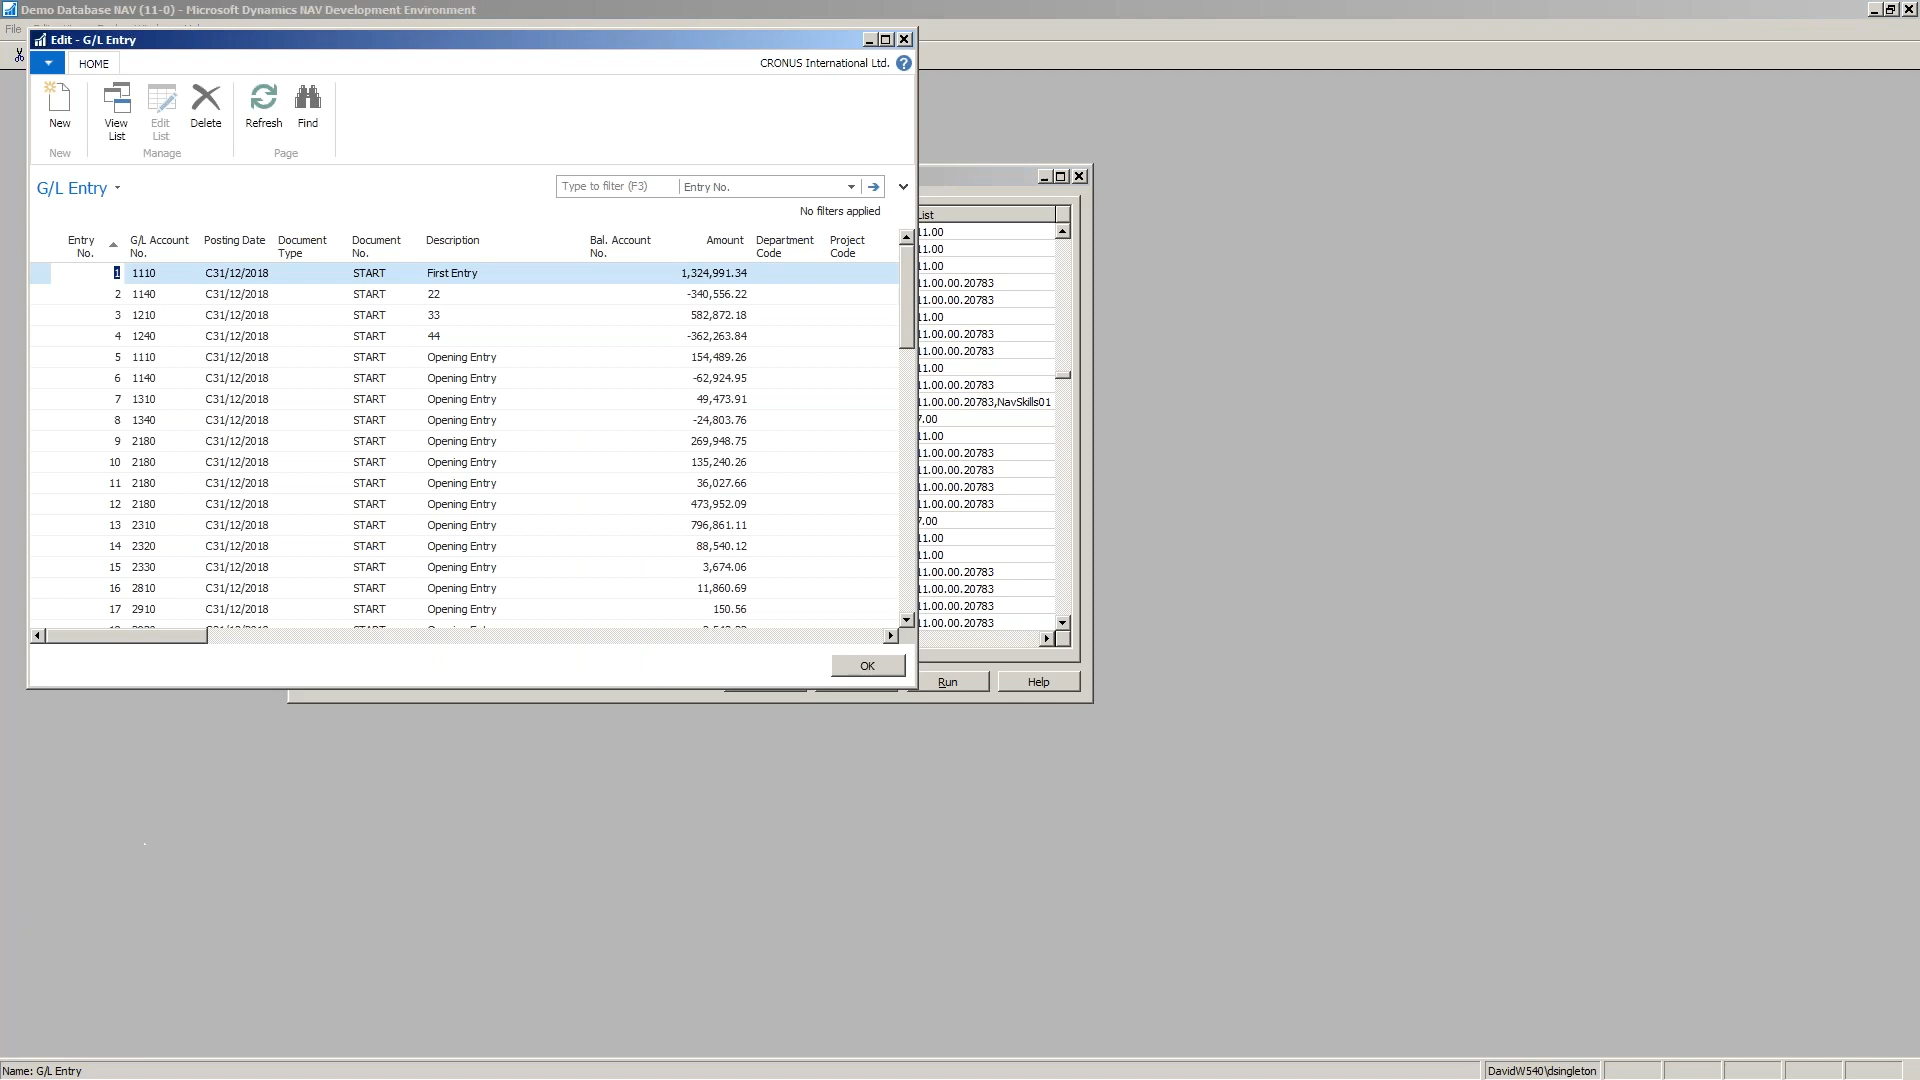 Demo Database NAV (11-0) - Microsoft Dynamics NAV Development Environment
File
Edit - G/L Entry
HOME
CRONUS International Ltd.
New
View List
Edit List
Delete
Refresh
Find
New
Manage
Page
G/L Entry
Type to filter (F3)
Entry No.
No filters applied
Entry No. G/L Account No. Posting Date Document Type Document No. Description Bal. Account No. Amount Department Code Project Code
1 1110 C31/12/2018 START First Entry 1,324,991.34
2 1140 C31/12/2018 START 22 -340,556.22
3 1210 C31/12/2018 START 33 582,872.18
4 1240 C31/12/2018 START 44 -362,263.84
5 1110 C31/12/2018 START Opening Entry 154,489.26
6 1140 C31/12/2018 START Opening Entry -62,924.95
7 1310 C31/12/2018 START Opening Entry 49,473.91
8 1340 C31/12/2018 START Opening Entry -24,803.76
9 2180 C31/12/2018 START Opening Entry 269,948.75
10 2180 C31/12/2018 START Opening Entry 135,240.26
11 2180 C31/12/2018 START Opening Entry 36,027.66
12 2180 C31/12/2018 START Opening Entry 473,952.09
13 2310 C31/12/2018 START Opening Entry 796,861.11
14 2320 C31/12/2018 START Opening Entry 88,540.12
15 2330 C31/12/2018 START Opening Entry 3,674.06
16 2810 C31/12/2018 START Opening Entry 11,860.69
17 2910 C31/12/2018 START Opening Entry 150.56
OK
List
11.00
11.00
11.00
11.00.00.20783
11.00.00.20783
11.00
11.00.00.20783
11.00.00.20783
11.00
11.00.00.20783
11.00.00.20783,NavSkills01
7.00
11.00
11.00.00.20783
11.00.00.20783
11.00.00.20783
11.00.00.20783
7.00
11.00
11.00
11.00.00.20783
11.00.00.20783
11.00.00.20783
11.00.00.20783
Run
Help
Name: G/L Entry
DavidW540\dsingleton